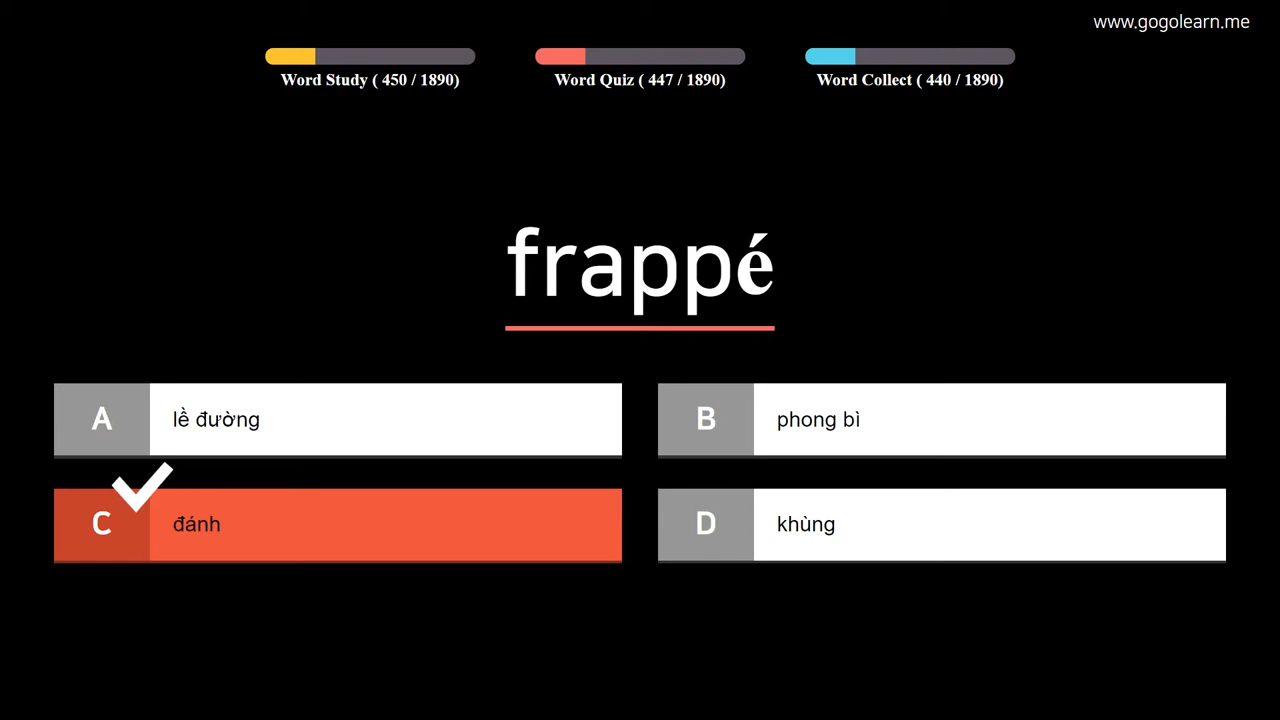 www.gogolearn.me
Word Study ( 450 / 1890)
Word Quiz ( 447 / 1890)
Word Collect ( 440 / 1890)
frappé
A lề đường
B phong bì
C đánh
D khùng